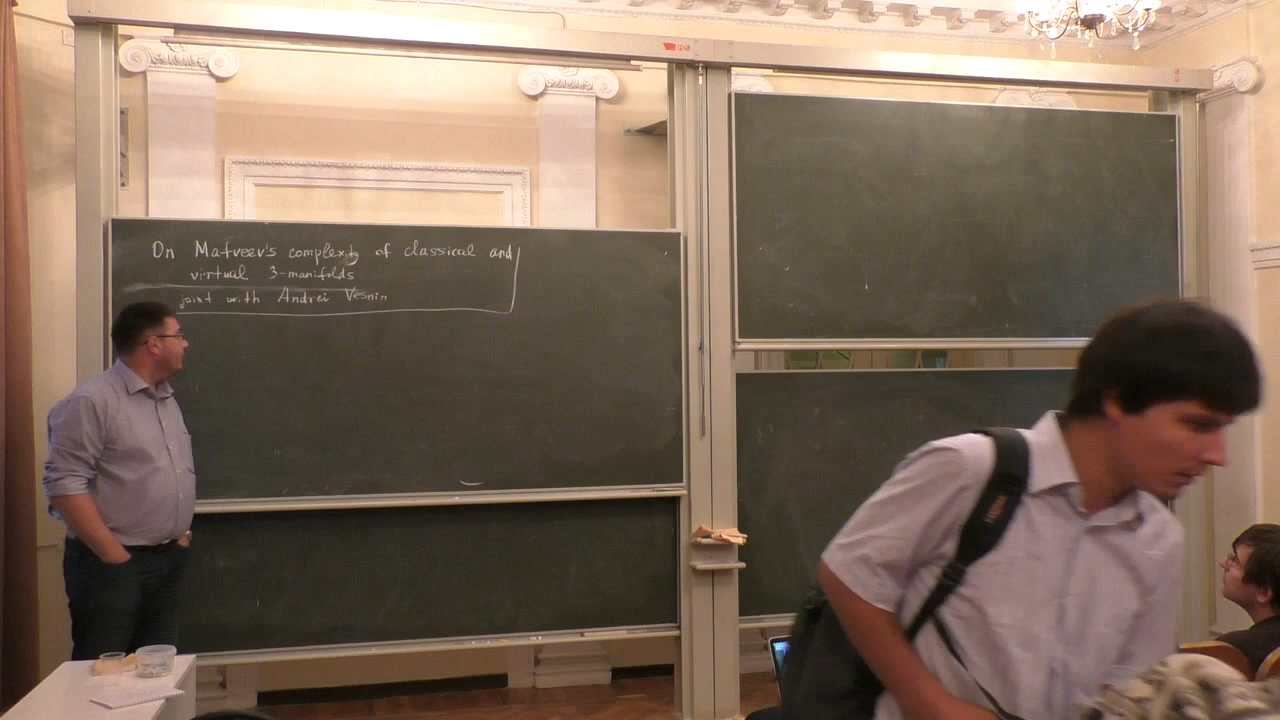 On Matveev's complexity of classical and
virtual 3-manifolds
joint with Andrei Vesnin